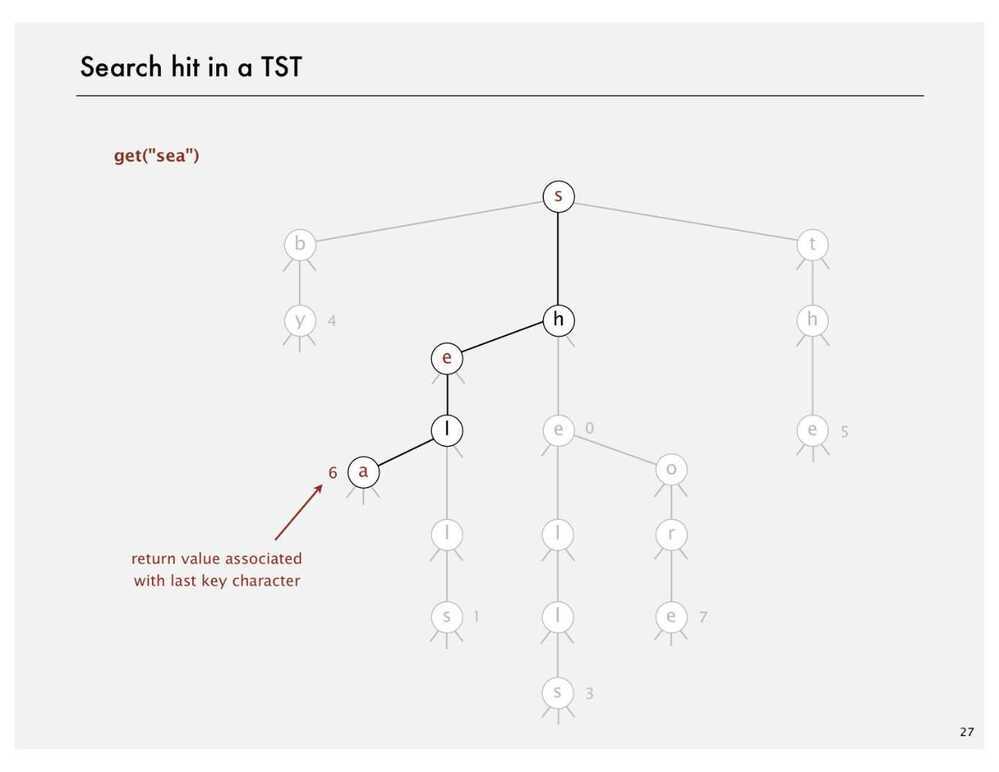 Search hit in a TST
get("sea")
s
b
t
y 4
h
h
e
l
e 0
e 5
6 a
o
l
l
r
return value associated
with last key character
s 1
l
e 7
s 3
27